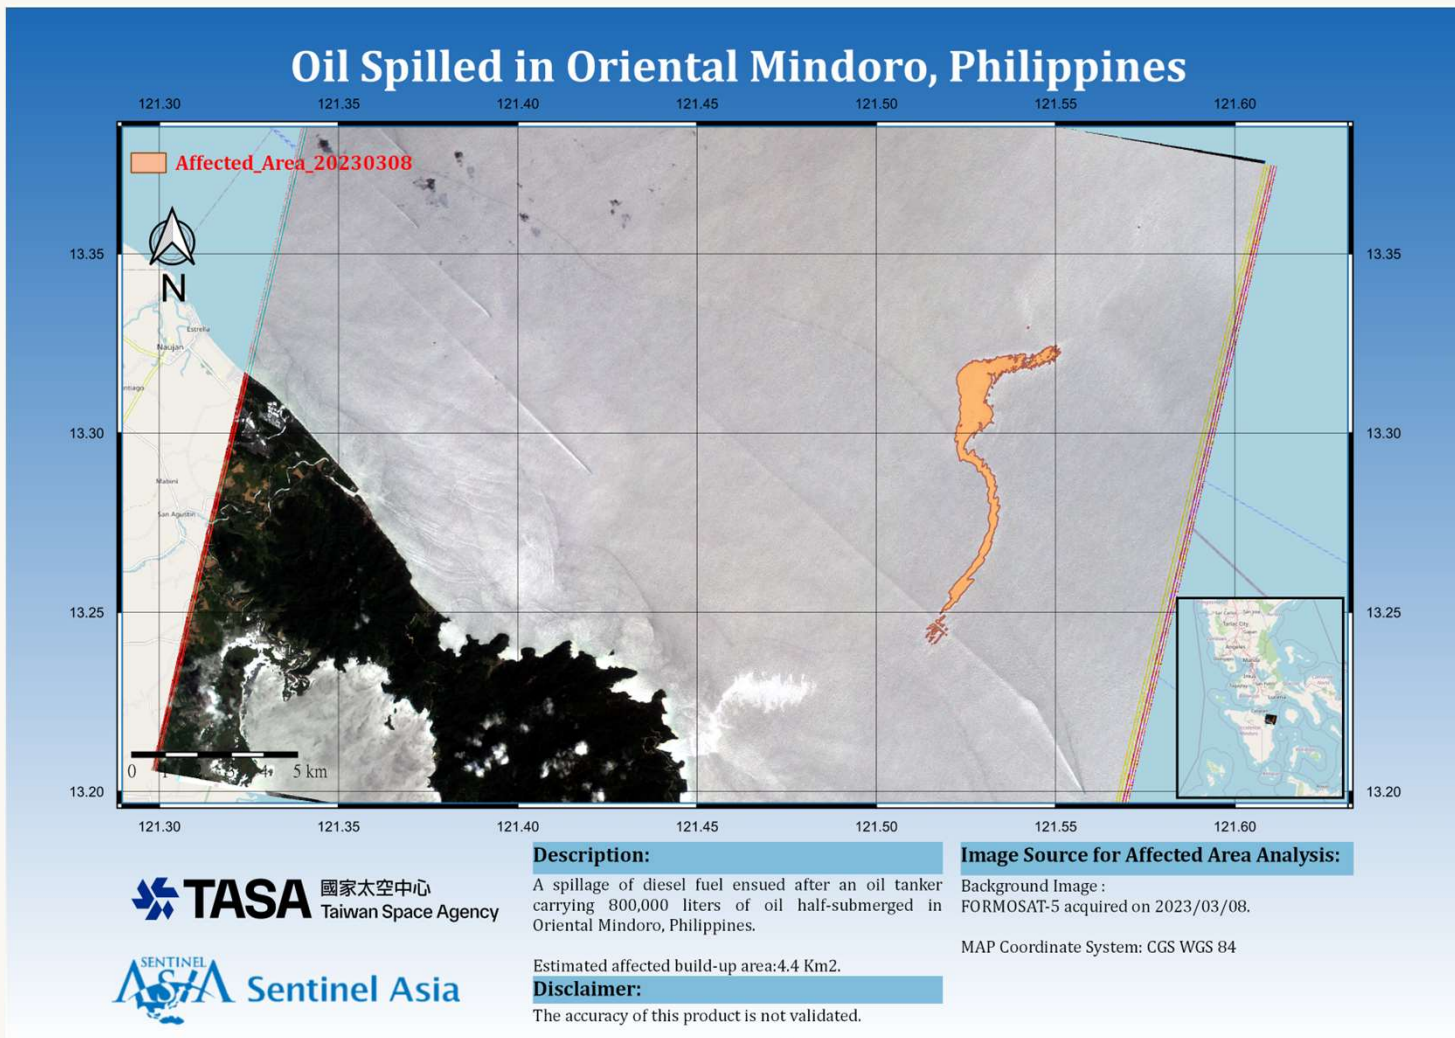 Oil Spilled in Oriental Mindoro, Philippines
121.30 121.35 121.40 121.45 121.50 121.55 121.60
Affected_Area_20230308
13.35 13.35
N
Estrella
Naujan
ntiago
13.30 13.30
Mabini
San Agustin
13.25 13.25
Manila
0 1 3 4 5 km
13.20 13.20
121.30 121.35 121.40 121.45 121.50 121.55 121.60
TASA 國家太空中心
Taiwan Space Agency
SENTINEL
ASIA Sentinel Asia
Description:
A spillage of diesel fuel ensued after an oil tanker
carrying 800,000 liters of oil half-submerged in
Oriental Mindoro, Philippines.
Estimated affected build-up area:4.4 Km2.
Disclaimer:
The accuracy of this product is not validated.
Image Source for Affected Area Analysis:
Background Image :
FORMOSAT-5 acquired on 2023/03/08.
MAP Coordinate System: CGS WGS 84